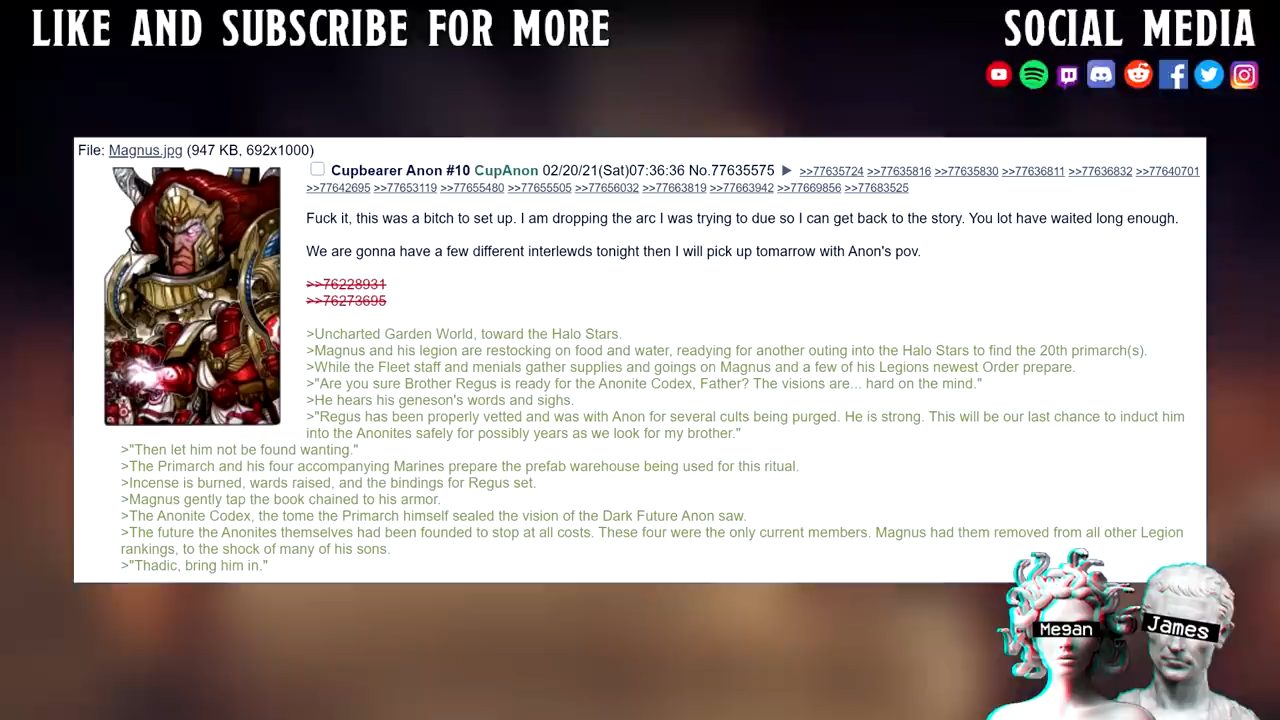 LIKE AND SUBSCRIBE FOR MORE
SOCIAL MEDIA
File: Magnus.jpg (947 KB, 692x1000)
Cupbearer Anon #10 CupAnon 02/20/21(Sat)07:36:36 No.77635575 ▶ >>77635724 >>77635816 >>77635830 >>77636811 >>77636832 >>77640701
>>77642695 >>77653119 >>77655480 >>77655505 >>77656032 >>77663819 >>77663942 >>77669856 >>77683525
Fuck it, this was a bitch to set up. I am dropping the arc I was trying to due so I can get back to the story. You lot have waited long enough.
We are gonna have a few different interlewds tonight then I will pick up tomorrow with Anon's pov.
>>76228931
>>76273695
>Uncharted Garden World, toward the Halo Stars.
>Magnus and his legion are restocking on food and water, readying for another outing into the Halo Stars to find the 20th primarch(s).
>While the Fleet staff and menials gather supplies and goings on Magnus and a few of his Legions newest Order prepare.
>"Are you sure Brother Regus is ready for the Anonite Codex, Father? The visions are... hard on the mind."
>He hears his geneson's words and sighs.
>"Regus has been properly vetted and was with Anon for several cults being purged. He is strong. This will be our last chance to induct him
into the Anonites safely for possibly years as we look for my brother."
>"Then let him not be found wanting."
>The Primarch and his four accompanying Marines prepare the prefab warehouse being used for this ritual.
>Incense is burned, wards raised, and the bindings for Regus set.
>Magnus gently tap the book chained to his armor.
>The Anonite Codex, the tome the Primarch himself sealed the vision of the Dark Future Anon saw.
>The future the Anonites themselves had been founded to stop at all costs. These four were the only current members. Magnus had them removed from all other Legion
rankings, to the shock of many of his sons.
>"Thadic, bring him in."
Megan
James